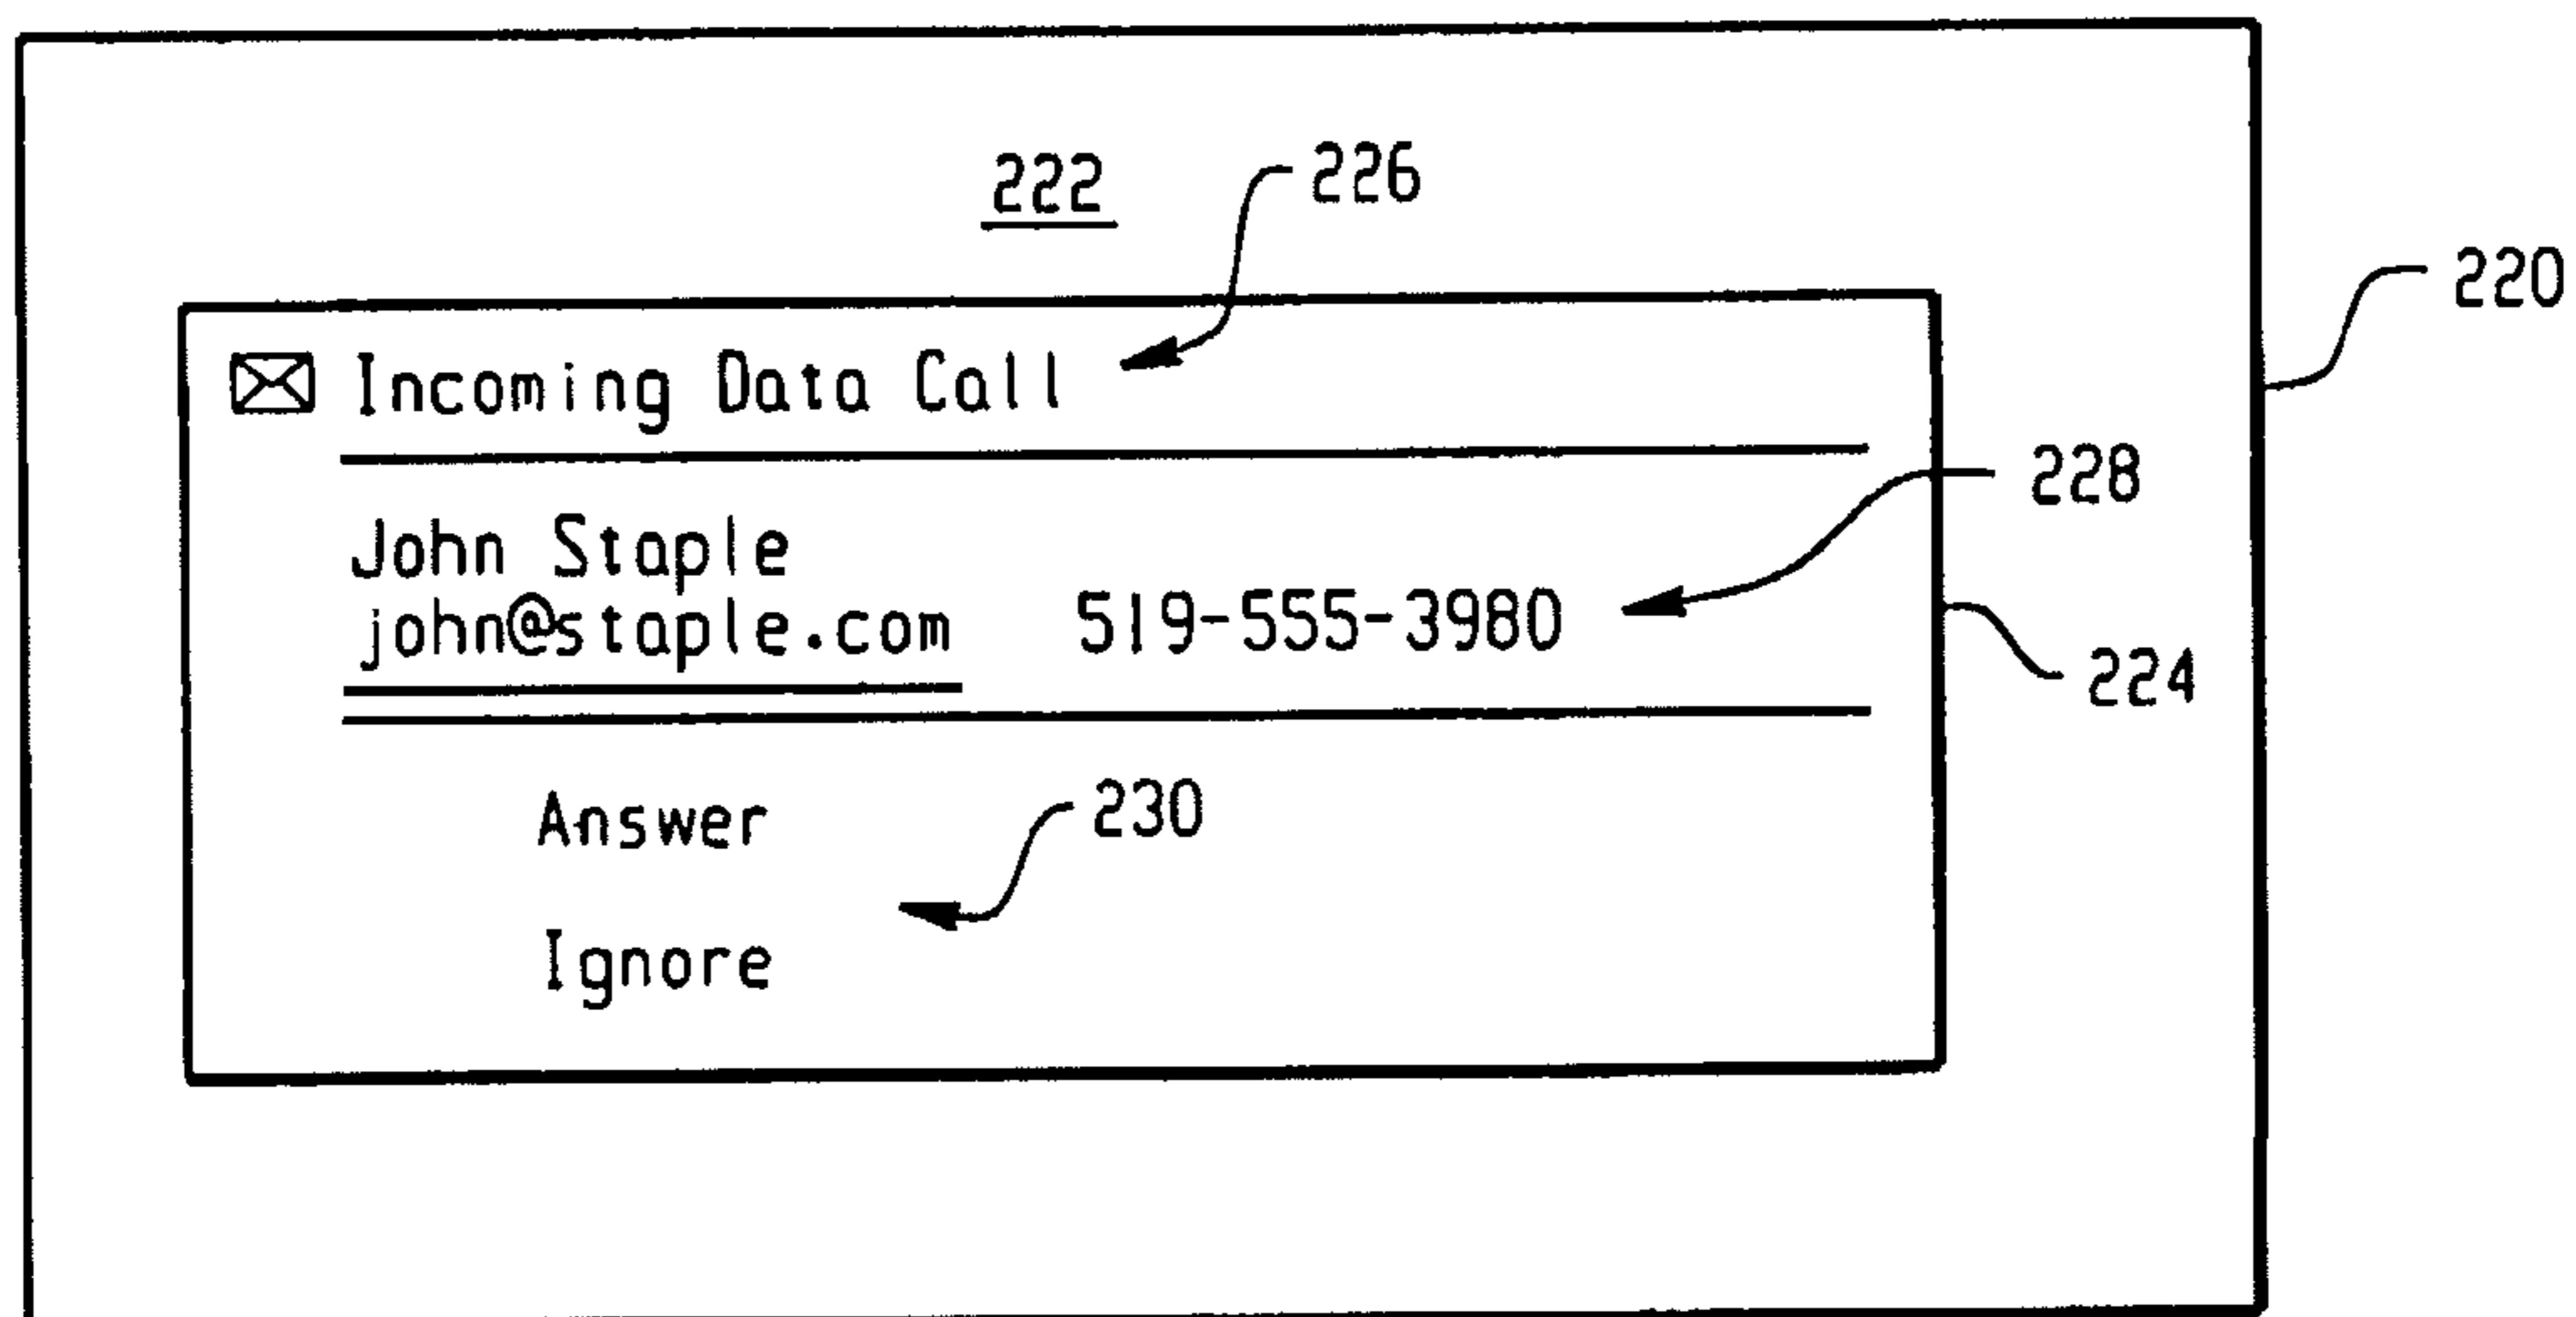 222
226
220
Incoming Data Call
228
John Staple
john@staple.com 519-555-3980
224
Answer
230
Ignore